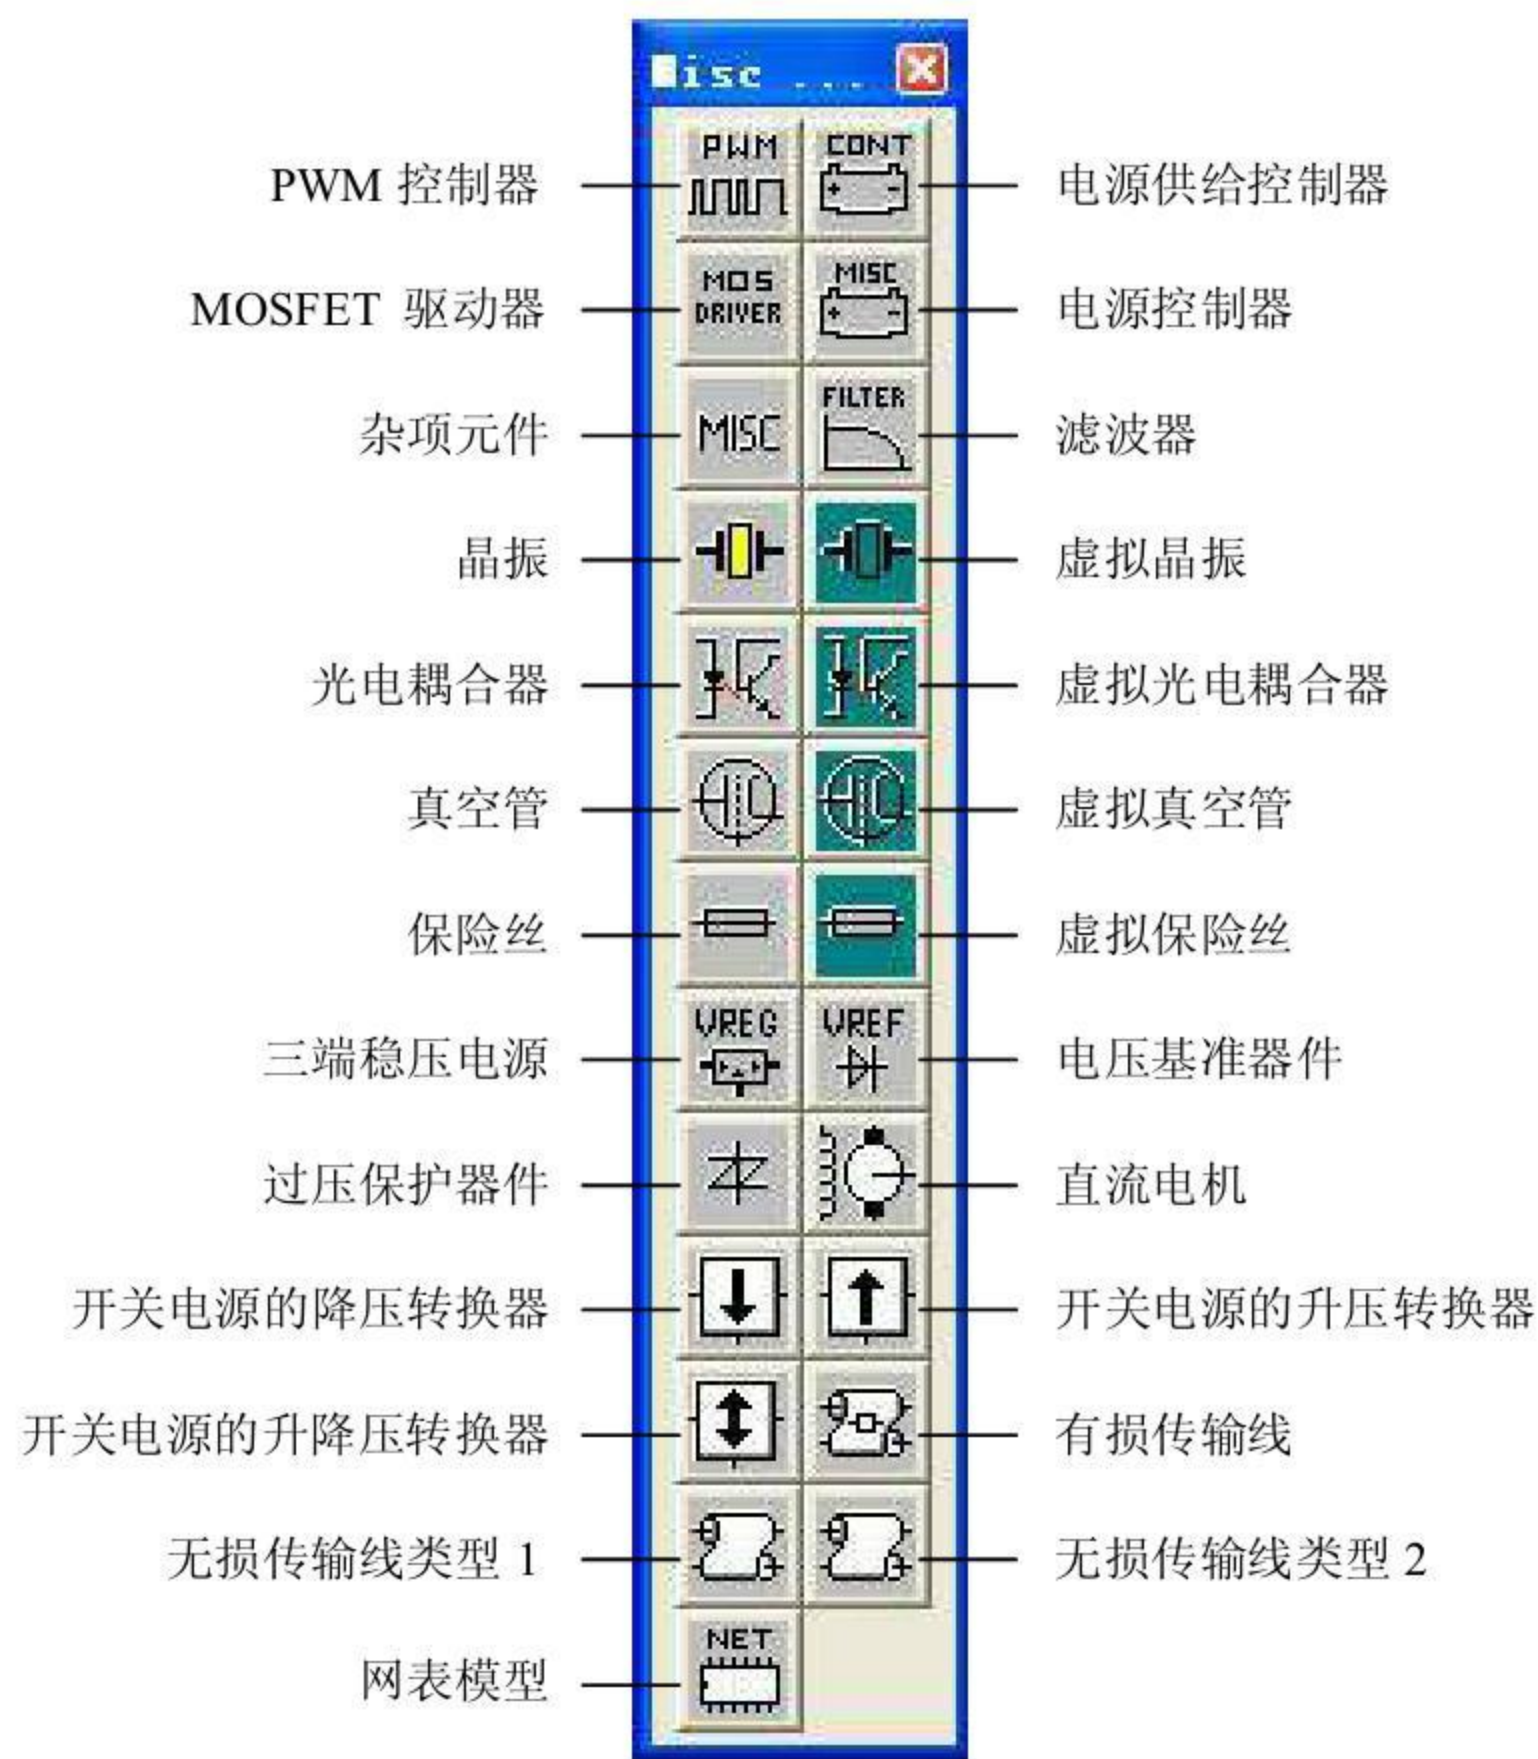 isc ...
PWM 控制器 PWM CONT 电源供给控制器
MOSFET 驱动器 MOS DRIVER MISC 电源控制器
杂项元件 MISC FILTER 滤波器
晶振 虚拟晶振
光电耦合器 虚拟光电耦合器
真空管 虚拟真空管
保险丝 虚拟保险丝
三端稳压电源 VREG VREF 电压基准器件
过压保护器件 直流电机
开关电源的降压转换器 开关电源的升压转换器
开关电源的升降压转换器 有损传输线
无损传输线类型 1 无损传输线类型 2
网表模型 NET